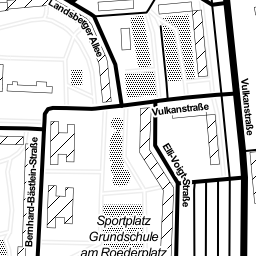 Landsberger Allee
Vulkanstraße
Vulkanstraße
Elli-Voigt-Straße
Bernhard-Bästlein-Straße
Sportplatz
Grundschule
am Roederplatz